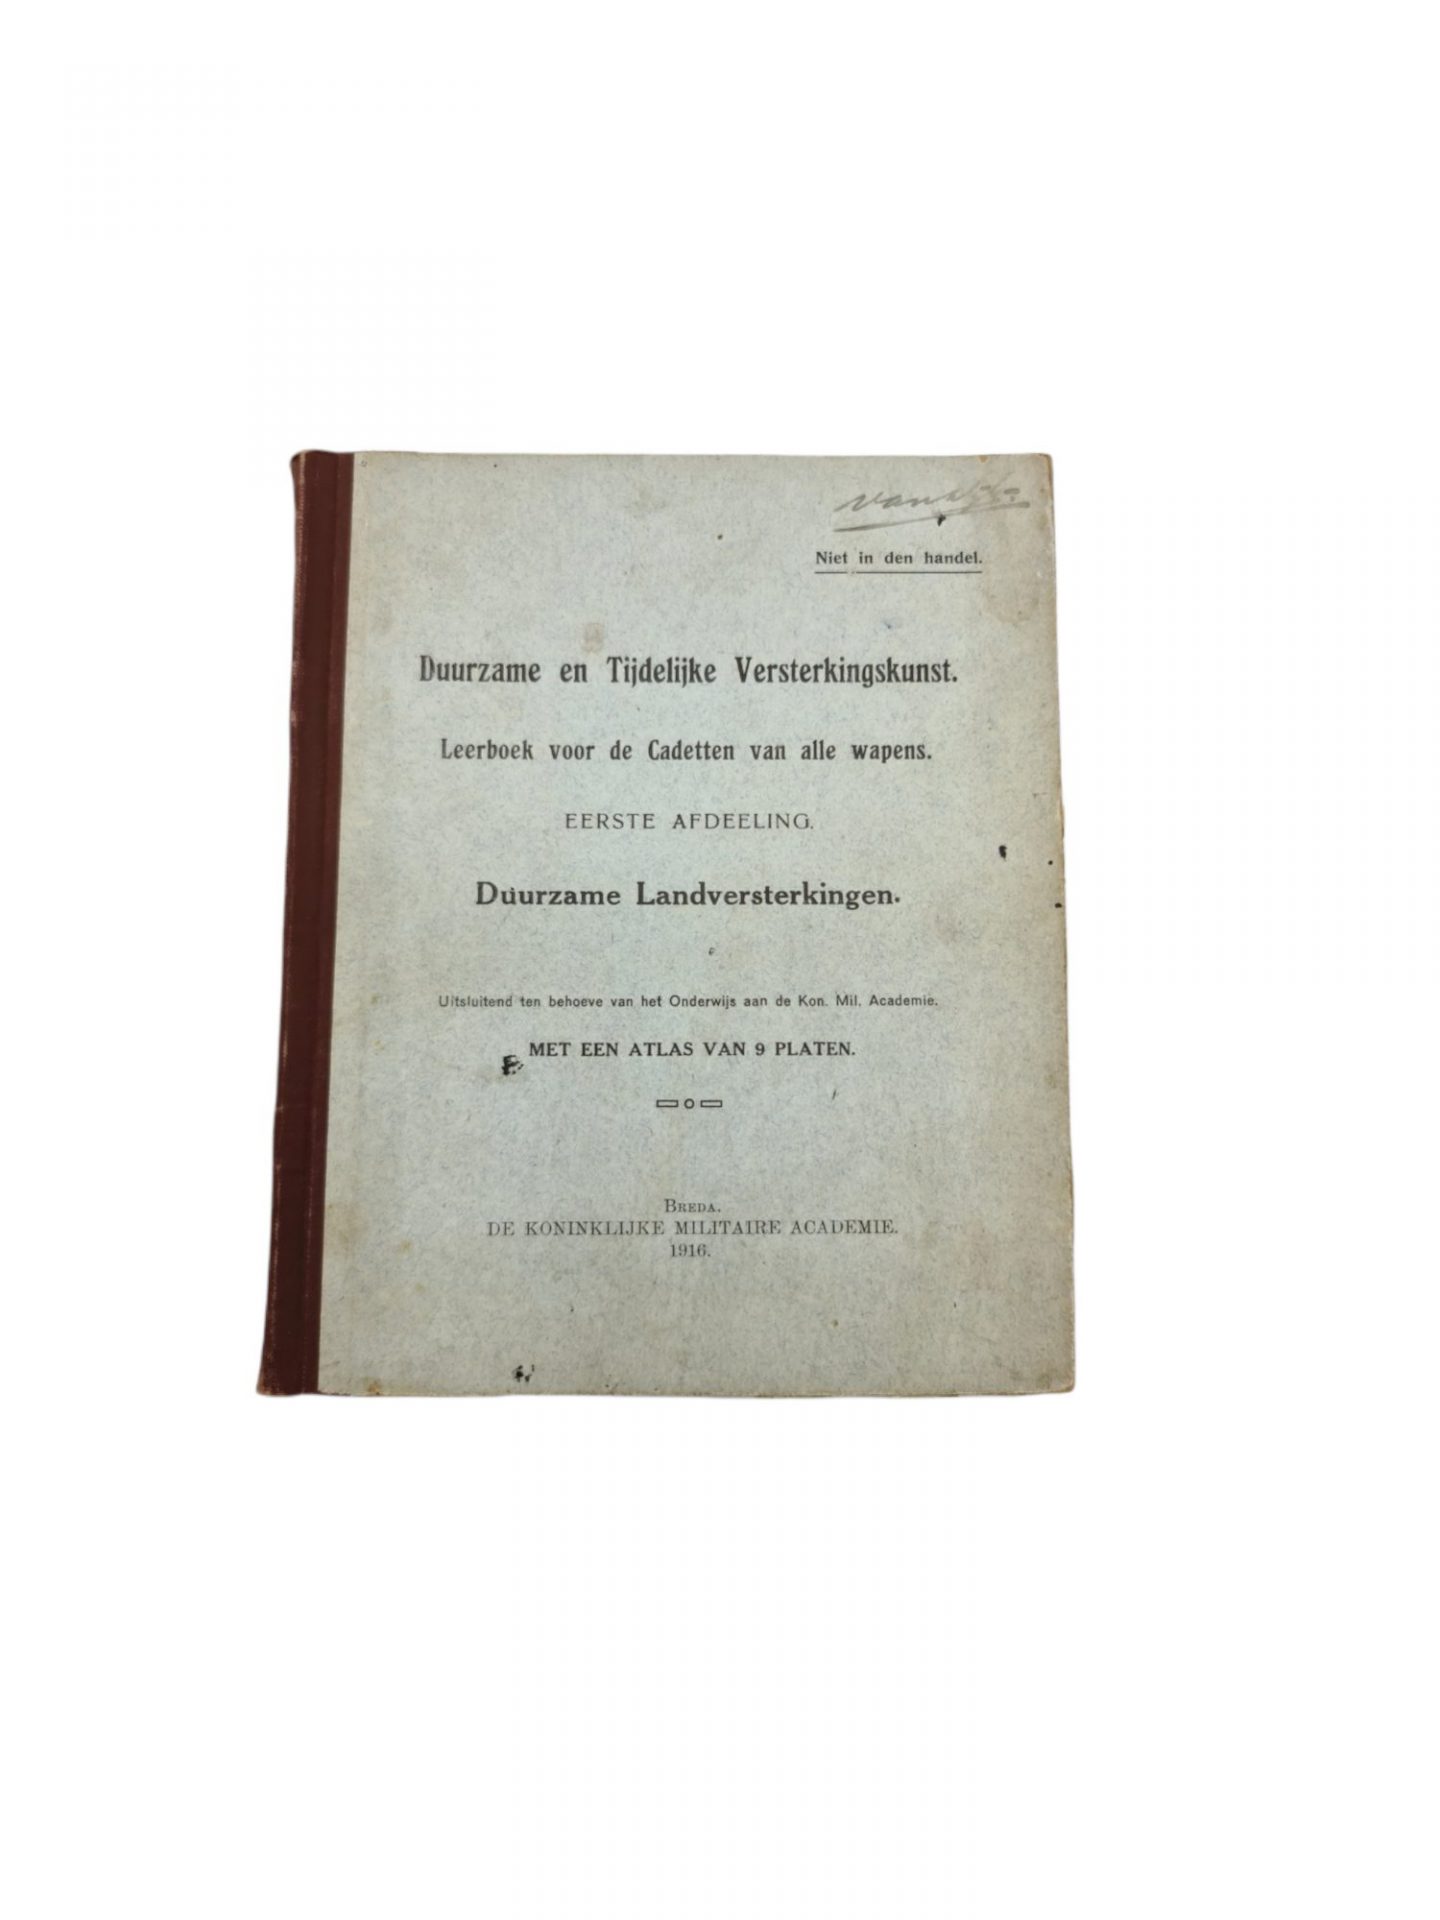 van
Niet in den handel.
Duurzame en Tijdelijke Versterkingskunst.
Leerboek voor de Cadetten van alle wapens.
EERSTE AFDEELING.
Duurzame Landversterkingen.
Uitsluitend ten behoeve van het Onderwijs aan de Kon. Mil. Academie.
MET EEN ATLAS VAN 9 PLATEN.
BREDA.
DE KONINKLIJKE MILITAIRE ACADEMIE.
1916.